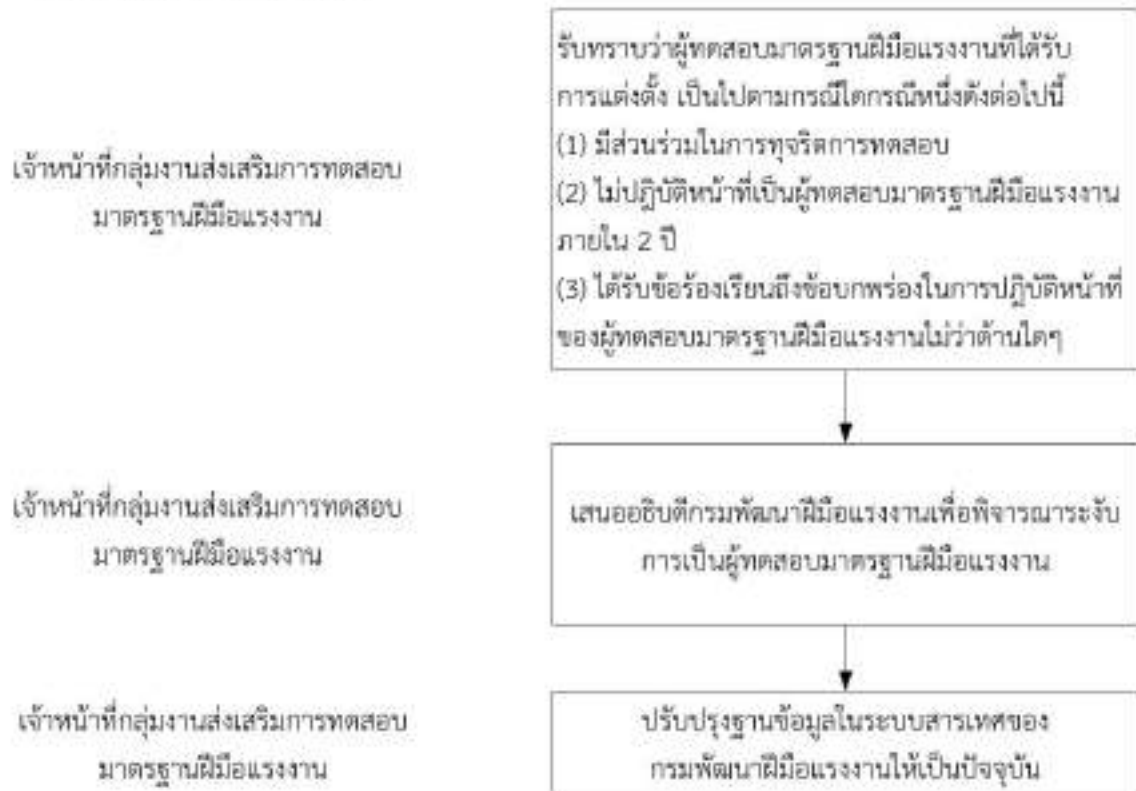 รับทราบว่าผู้ทดสอบมาตรฐานฝีมือแรงงานที่ได้รับ
การแต่งตั้ง เป็นไปตามกรณีใดกรณีหนึ่งดังต่อไปนี้
(1) มีส่วนร่วมในการทุจริตการทดสอบ
(2) ไม่ปฏิบัติหน้าที่เป็นผู้ทดสอบมาตรฐานฝีมือแรงงาน
ภายใน 2 ปี
(3) ได้รับข้อร้องเรียนถึงข้อบกพร่องในการปฏิบัติหน้าที่
ของผู้ทดสอบมาตรฐานฝีมือแรงงานไม่ว่าด้านใดๆ
เจ้าหน้าที่กลุ่มงานส่งเสริมการทดสอบ
มาตรฐานฝีมือแรงงาน
เจ้าหน้าที่กลุ่มงานส่งเสริมการทดสอบ
มาตรฐานฝีมือแรงงาน
เสนออธิบดีกรมพัฒนาฝีมือแรงงานเพื่อพิจารณาระงับ
การเป็นผู้ทดสอบมาตรฐานฝีมือแรงงาน
เจ้าหน้าที่กลุ่มงานส่งเสริมการทดสอบ
มาตรฐานฝีมือแรงงาน
ปรับปรุงฐานข้อมูลในระบบสารเทศของ
กรมพัฒนาฝีมือแรงงานให้เป็นปัจจุบัน